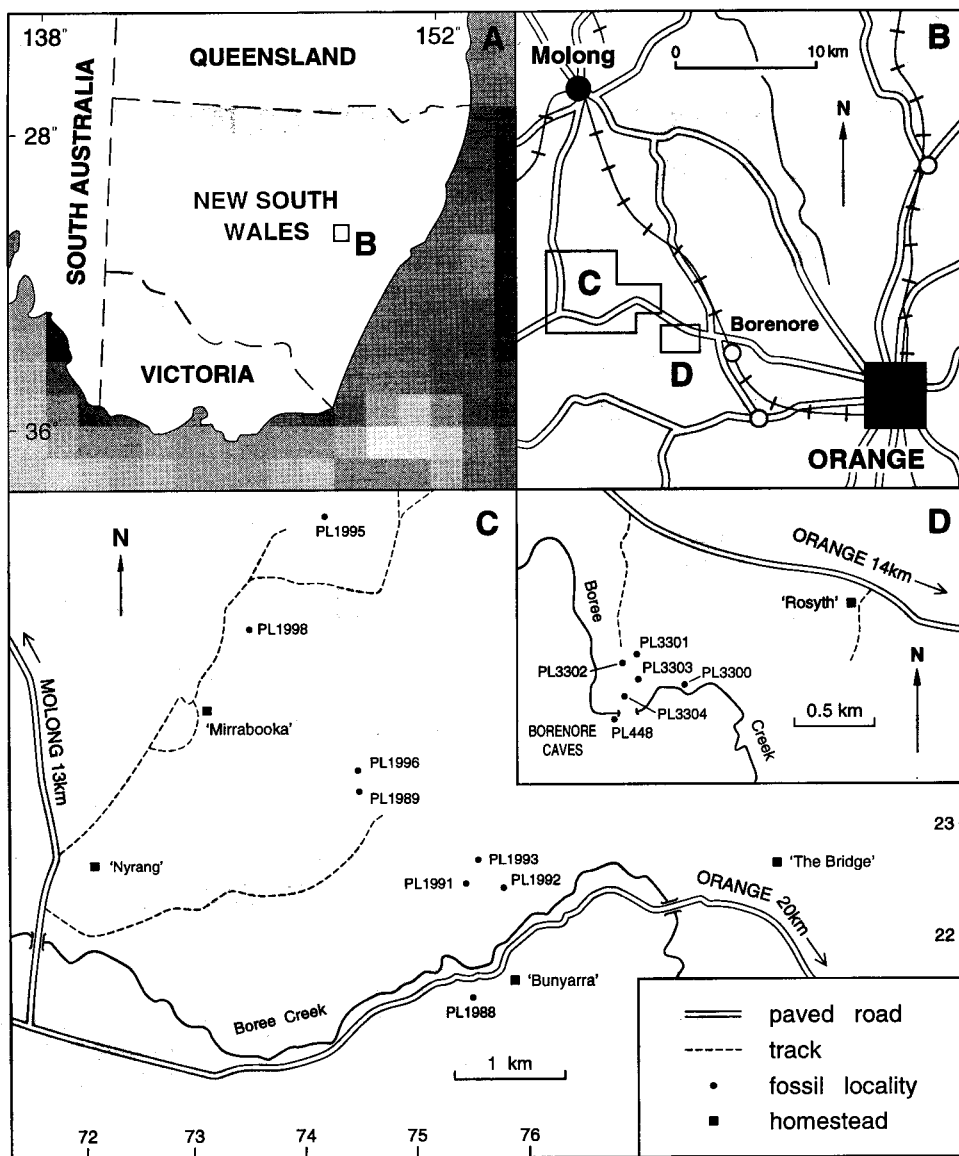 138"
152"
A
QUEENSLAND
SOUTH AUSTRALIA
28"
NEW SOUTH
WALES
B
VICTORIA
36"
B
Molong
0
10 km
N
C
Borenore
D
ORANGE
C
N
PL1995
PL1998
MOLONG 13km
'Mirrabooka'
PL1996
PL1989
'Nyrang'
PL1993
PL1991
PL1992
'The Bridge'
23
ORANGE 20km
22
'Bunyarra'
PL1988
Boree Creek
1 km
72
73
74
75
76
D
ORANGE 14km
Boree
'Rosyth'
PL3301
PL3302
PL3303
PL3300
PL3304
PL448
BORENORE
CAVES
Creek
0.5 km
N
paved road
track
fossil locality
homestead